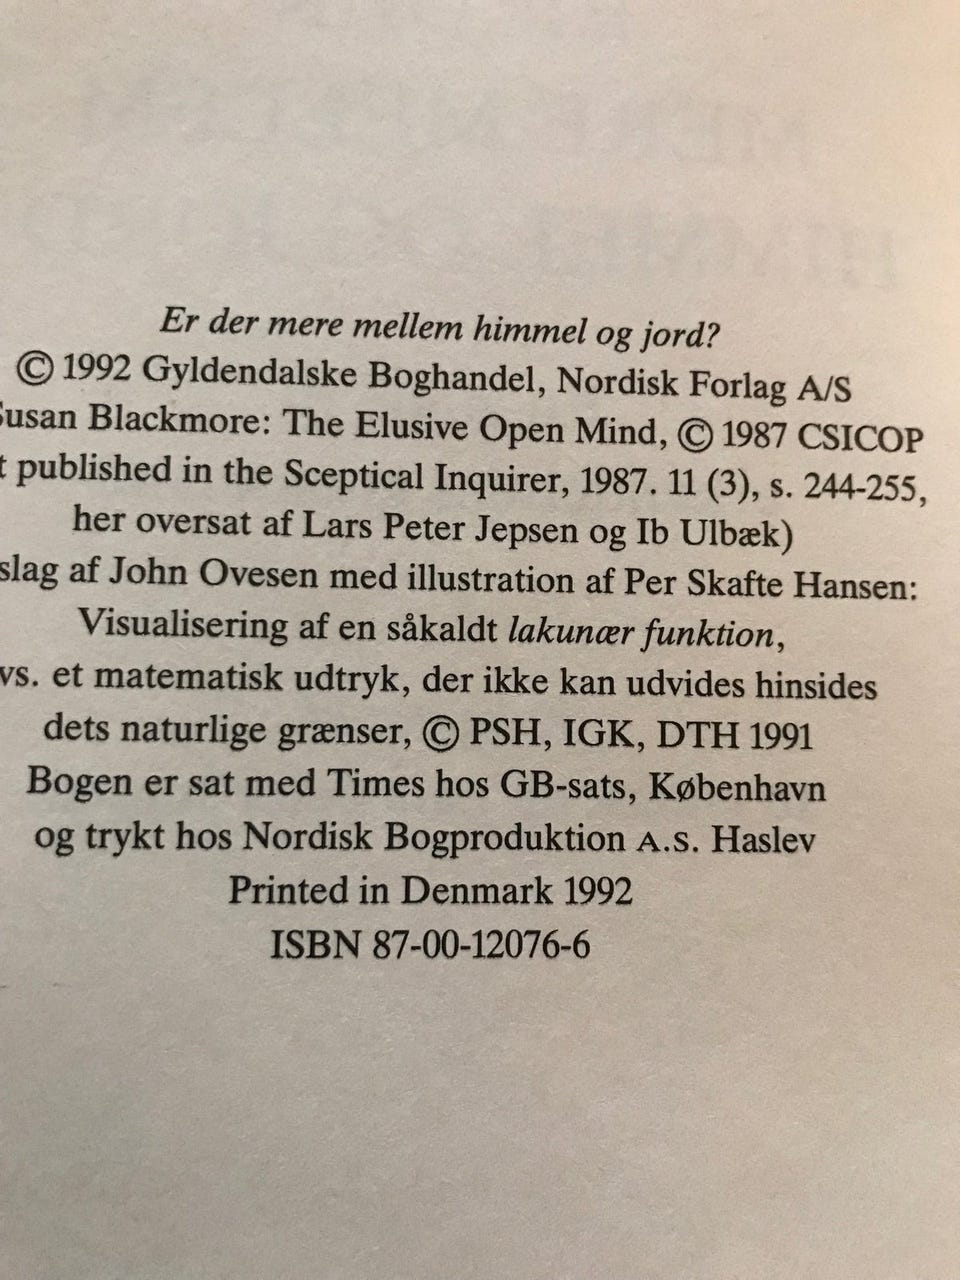 Er der mere mellem himmel og jord?
© 1992 Gyldendalske Boghandel, Nordisk Forlag A/S
Susan Blackmore: The Elusive Open Mind, © 1987 CSICOP
t published in the Sceptical Inquirer, 1987. 11 (3), s. 244-255,
her oversat af Lars Peter Jepsen og Ib Ulbæk)
slag af John Ovesen med illustration af Per Skafte Hansen:
Visualisering af en såkaldt lakunær funktion,
vs. et matematisk udtryk, der ikke kan udvides hinsides
dets naturlige grænser, © PSH, IGK, DTH 1991
Bogen er sat med Times hos GB-sats, København
og trykt hos Nordisk Bogproduktion A.S. Haslev
Printed in Denmark 1992
ISBN 87-00-12076-6